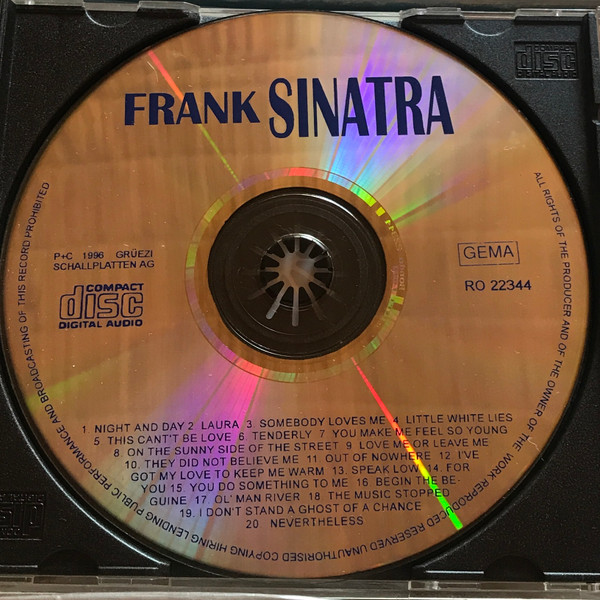 FRANK SINATRA
P+C 1996 GRÜEZI
SCHALLPLATTEN AG
COMPACT
disc
DIGITAL AUDIO
GEMA
RO 22344
1 NIGHT AND DAY 2 LAURA 3. SOMEBODY LOVES ME 4 LITTLE WHITE LIES
5 THIS CANT'T BE LOVE 6 TENDERLY 7 YOU MAKE ME FEEL SO YOUNG
8 ON THE SUNNY SIDE OF THE STREET 9 LOVE ME OR LEAVE ME
10. THEY DID NOT BELIEVE ME 11 OUT OF NOWHERE 12 I'VE
GOT MY LOVE TO KEEP ME WARM 13 SPEAK LOW 14 FOR
YOU 15 YOU DO SOMETHING TO ME 16 BEGIN THE BE-
GUINE 17 OL' MAN RIVER 18 THE MUSIC STOPPED
19 I DON'T STAND A GHOST OF A CHANCE
20 NEVERTHELESS
ALL RIGHTS OF THE PRODUCER AND OF THE OWNER OF THE WORK REPRODUCED RESERVED UNAUTHORISED COPYING HIRING LENDING PUBLIC PERFORMANCE AND BROADCASTING OF THIS RECORD PROHIBITED
COMPACT
disc